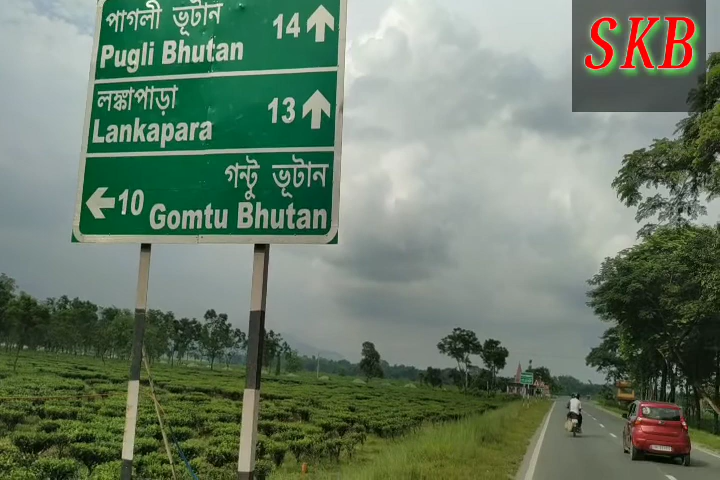 পাগলী ভূটান
Pugli Bhutan
14
লঙ্কাপাড়া
Lankapara
13
গন্টু ভূটান
10 Gomtu Bhutan
SKB